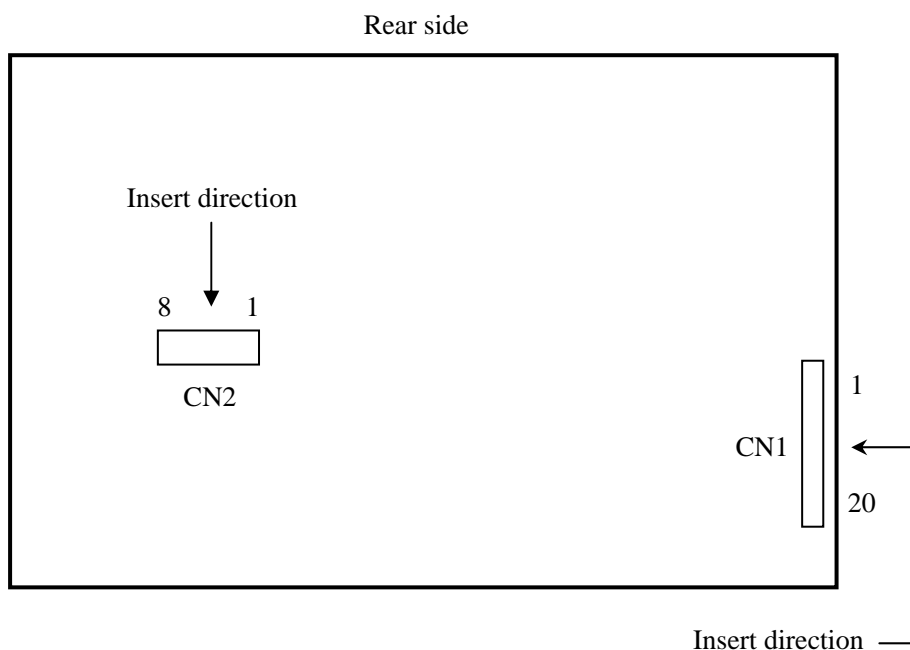 Rear side
Insert direction
8 1
CN2
1
CN1
20
Insert direction